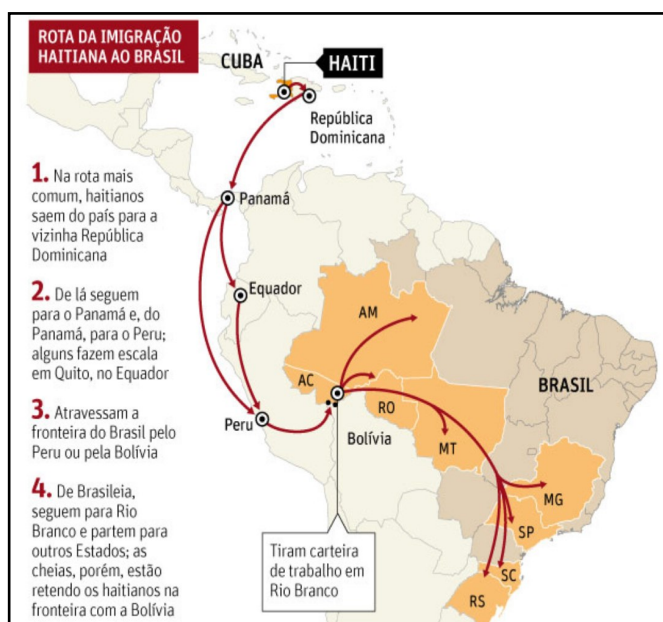 ROTA DA IMIGRAÇÃO
HAITIANA AO BRASIL
CUBA
HAITI
República
Dominicana
1. Na rota mais
comum, haitianos
saem do país para a
vizinha República
Dominicana
2. De lá seguem
para o Panamá e, do
Panamá, para o Peru;
alguns fazem escala
em Quito, no Equador
3. Atravessam a
fronteira do Brasil pelo
Peru ou pela Bolívia
4. De Brasileia,
seguem para Rio
Branco e partem para
outros Estados; as
cheias, porém, estão
retendo os haitianos na
fronteira com a Bolívia
Panamá
Equador
AM
AC
RO
BRASIL
Peru
Bolívia
MT
MG
SP
SC
RS
Tiram carteira
de trabalho em
Rio Branco